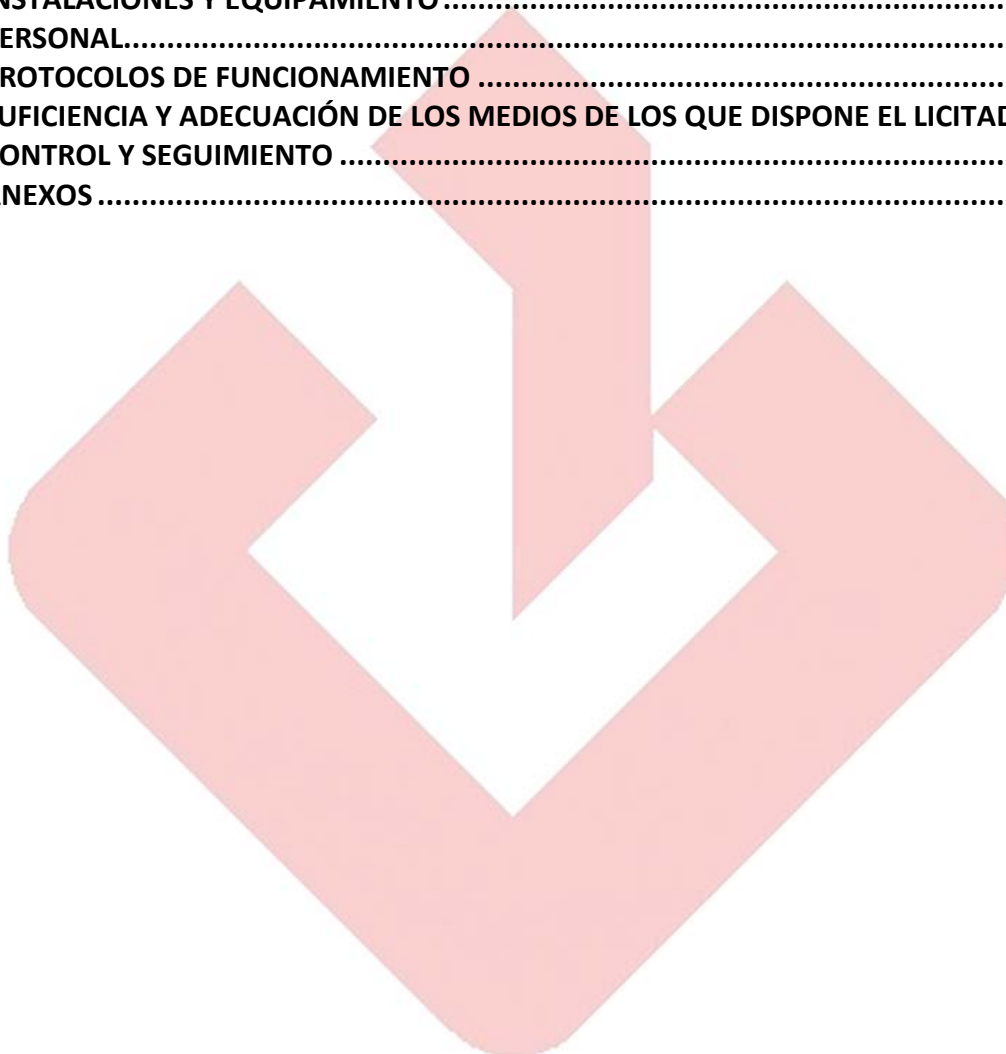 NSTALACIONES Y EQUIPAMIENTO
ERSONAL
ROTOCOLOS DE FUNCIONAMIENTO
UFICIENCIA Y ADECUACIÓN DE LOS MEDIOS DE LOS QUE DISPONE EL LICITAD
ONTROL Y SEGUIMIENTO
NEXOS